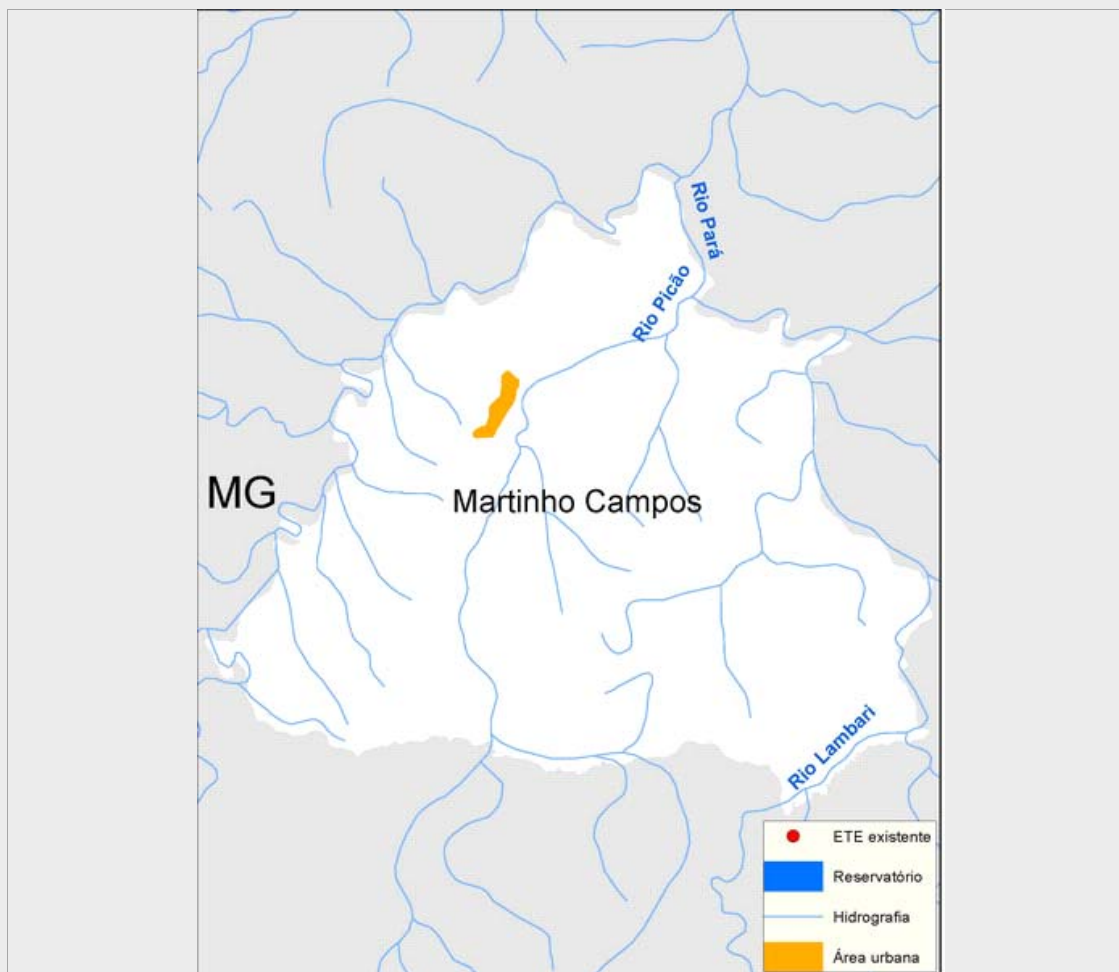 Rio Pará
Rio Picão
MG
Martinho Campos
Rio Lambari
ETE existente
Reservatório
Hidrografia
Área urbana